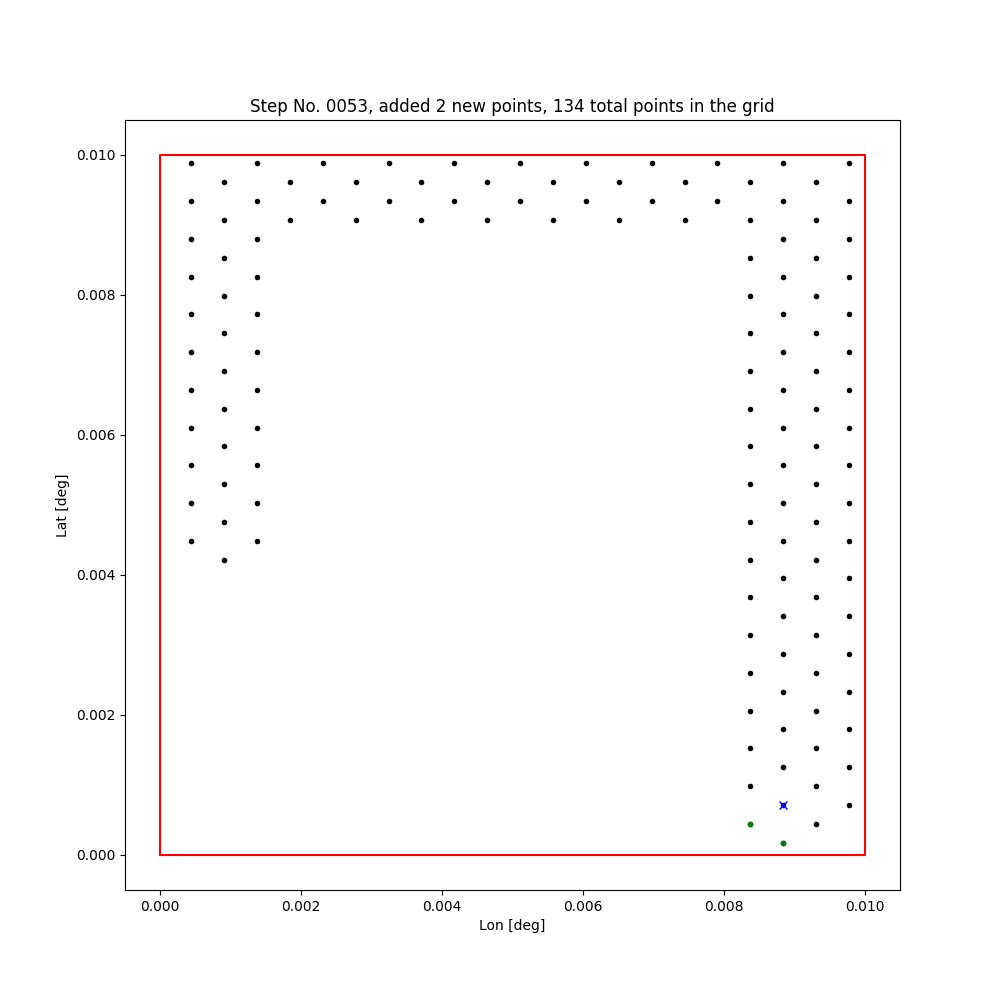 Step No. 0053, added 2 new points, 134 total points in the grid
0.010
0.008
0.006
0.004
0.002
0.000
Lat [deg]
0.000 0.002 0.004 0.006 0.008 0.010
Lon [deg]